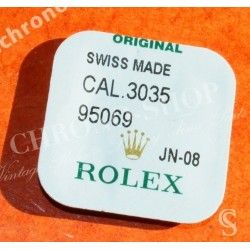 ORIGINAL
SWISS MADE
CAL.3035
95069
JN-08
ROLEX